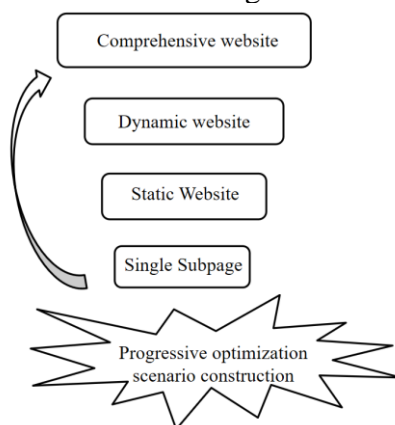 Comprehensive website
Dynamic website
Static Website
Single Subpage
Progressive optimization
scenario construction